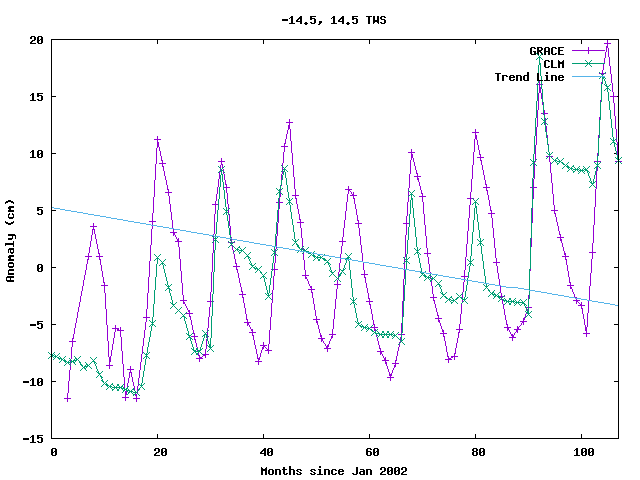 -14.5, 14.5 TWS
GRACE
CLM
Trend Line
20
15
10
5
0
-5
-10
-15
Anomaly (cm)
0 20 40 60 80 100
Months since Jan 2002